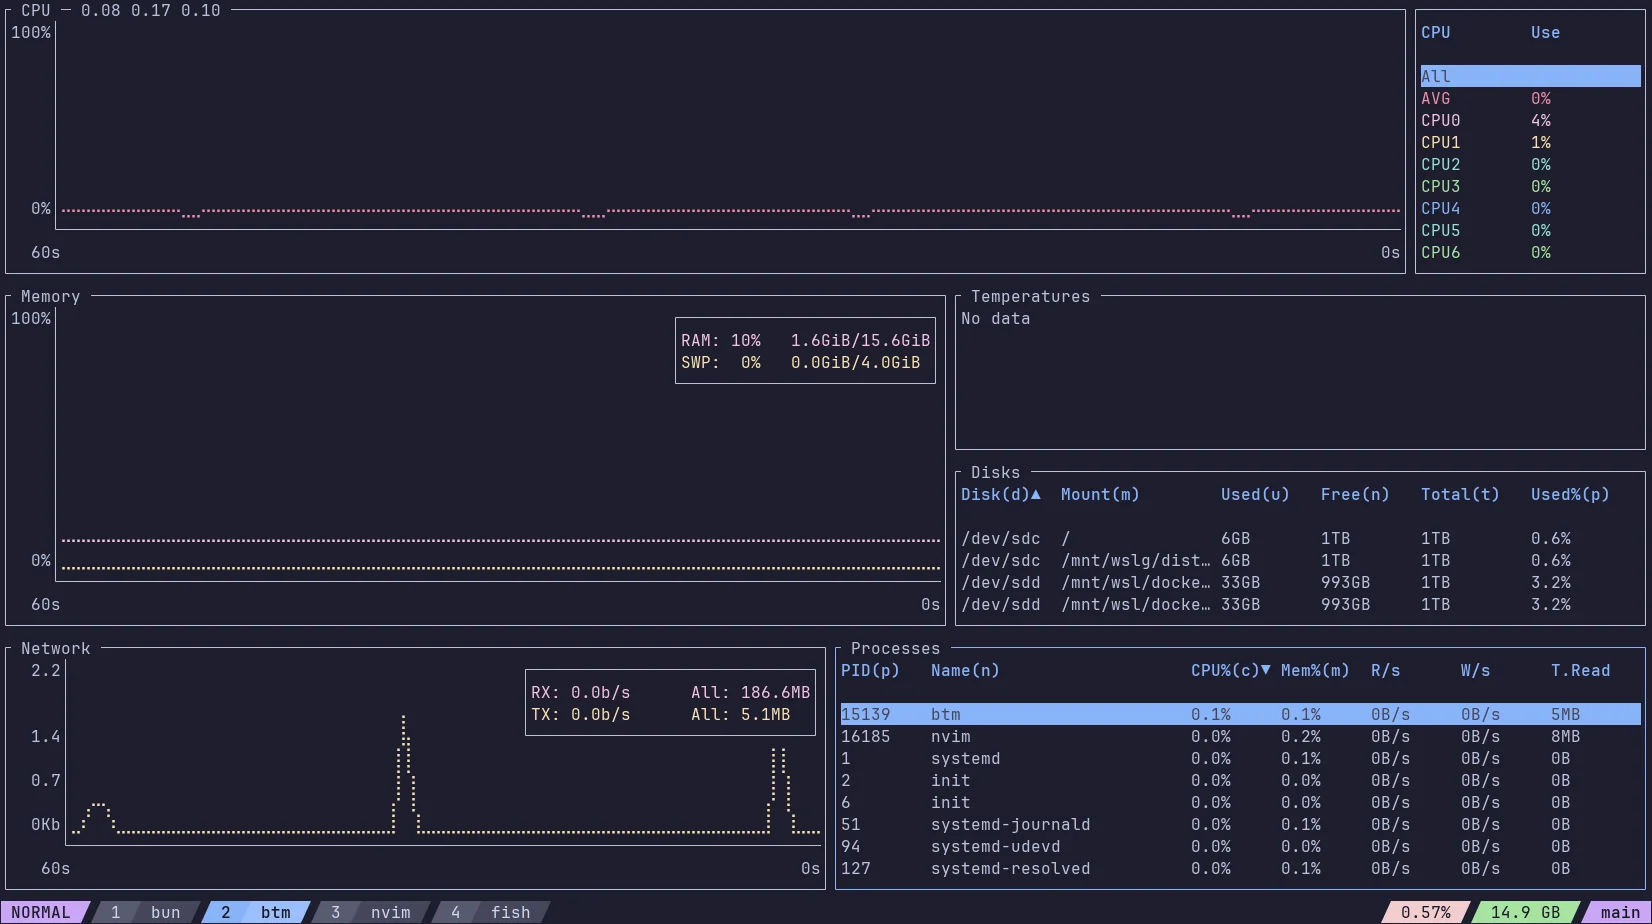 CPU ─ 0.08 0.17 0.10
100%
0%
60s 0s
CPU Use
All
AVG 0%
CPU0 4%
CPU1 1%
CPU2 0%
CPU3 0%
CPU4 0%
CPU5 0%
CPU6 0%
Memory
100%
RAM: 10% 1.6GiB/15.6GiB
SWP: 0% 0.0GiB/4.0GiB
0%
60s 0s
Temperatures
No data
Disks
Disk(d)▲ Mount(m) Used(u) Free(n) Total(t) Used%(p)
/dev/sdc / 6GB 1TB 1TB 0.6%
/dev/sdc /mnt/wslg/dist… 6GB 1TB 1TB 0.6%
/dev/sdd /mnt/wsl/docke… 33GB 993GB 1TB 3.2%
/dev/sdd /mnt/wsl/docke… 33GB 993GB 1TB 3.2%
Network
2.2
RX: 0.0b/s All: 186.6MB
TX: 0.0b/s All: 5.1MB
1.4
0.7
0Kb
60s 0s
Processes
PID(p) Name(n) CPU%(c)▼ Mem%(m) R/s W/s T.Read
15139 btm 0.1% 0.1% 0B/s 0B/s 5MB
16185 nvim 0.0% 0.2% 0B/s 0B/s 8MB
1 systemd 0.0% 0.1% 0B/s 0B/s 0B
2 init 0.0% 0.0% 0B/s 0B/s 0B
6 init 0.0% 0.0% 0B/s 0B/s 0B
51 systemd-journald 0.0% 0.1% 0B/s 0B/s 0B
94 systemd-udevd 0.0% 0.0% 0B/s 0B/s 0B
127 systemd-resolved 0.0% 0.1% 0B/s 0B/s 0B
NORMAL 1 bun 2 btm 3 nvim 4 fish 0.57% 14.9 GB main